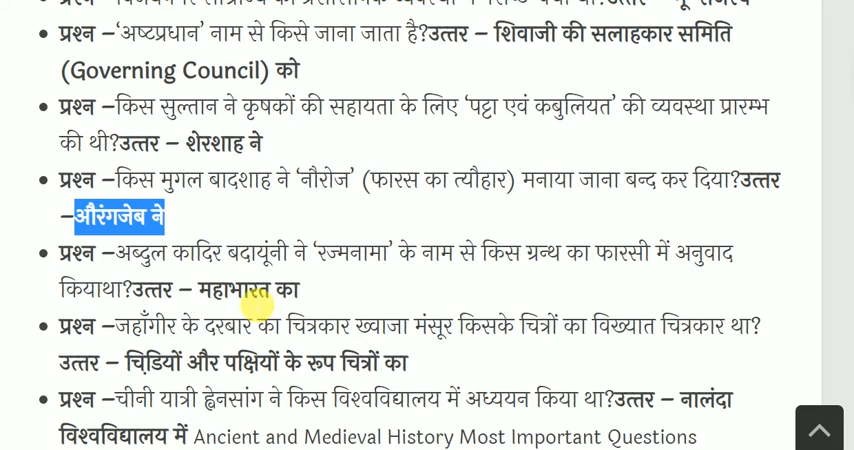 ‘अष्टप्रधान’ नाम से किसे जाना जाता है?उत्तर – शिवाजी की सलाहकार समिति
(Governing Council) को
प्रश्न –किस सुल्तान ने कृषकों की सहायता के लिए ‘पट्टा एवं कबुलियत’ की व्यवस्था प्रारम्भ
की थी?उत्तर – शेरशाह ने
प्रश्न –किस मुगल बादशाह ने ‘नौरोज’ (फारस का त्यौहार) मनाया जाना बन्द कर दिया?उत्तर
–औरंगजेब ने
प्रश्न –अब्दुल कादिर बदायूंनी ने ‘रज्मनामा’ के नाम से किस ग्रन्थ का फारसी में अनुवाद
कियाथा?उत्तर – महाभारत का
प्रश्न –जहाँगीर के दरबार का चित्रकार ख्वाजा मंसूर किसके चित्रों का विख्यात चित्रकार था?
उत्तर – चिडि़यों और पक्षियों के रूप चित्रों का
प्रश्न –चीनी यात्री ह्वेनसांग ने किस विश्वविद्यालय में अध्ययन किया था?उत्तर – नालंदा
विश्वविद्यालय में Ancient and Medieval History Most Important Questions